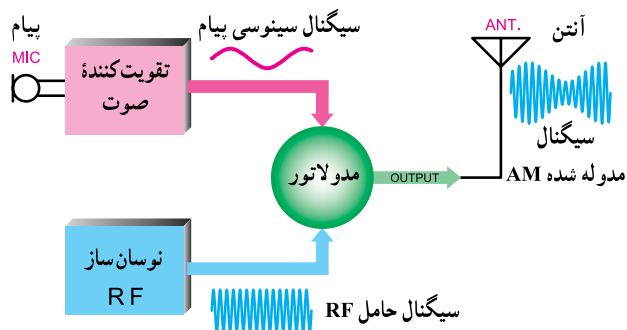 پیام
MIC
تقویت‌کنندهٔ
صوت
سیگنال سینوسی پیام
ANT.
آنتن
سیگنال
مدوله شده AM
مدولاتور
OUTPUT
نوسان ساز
RF
سیگنال حامل RF